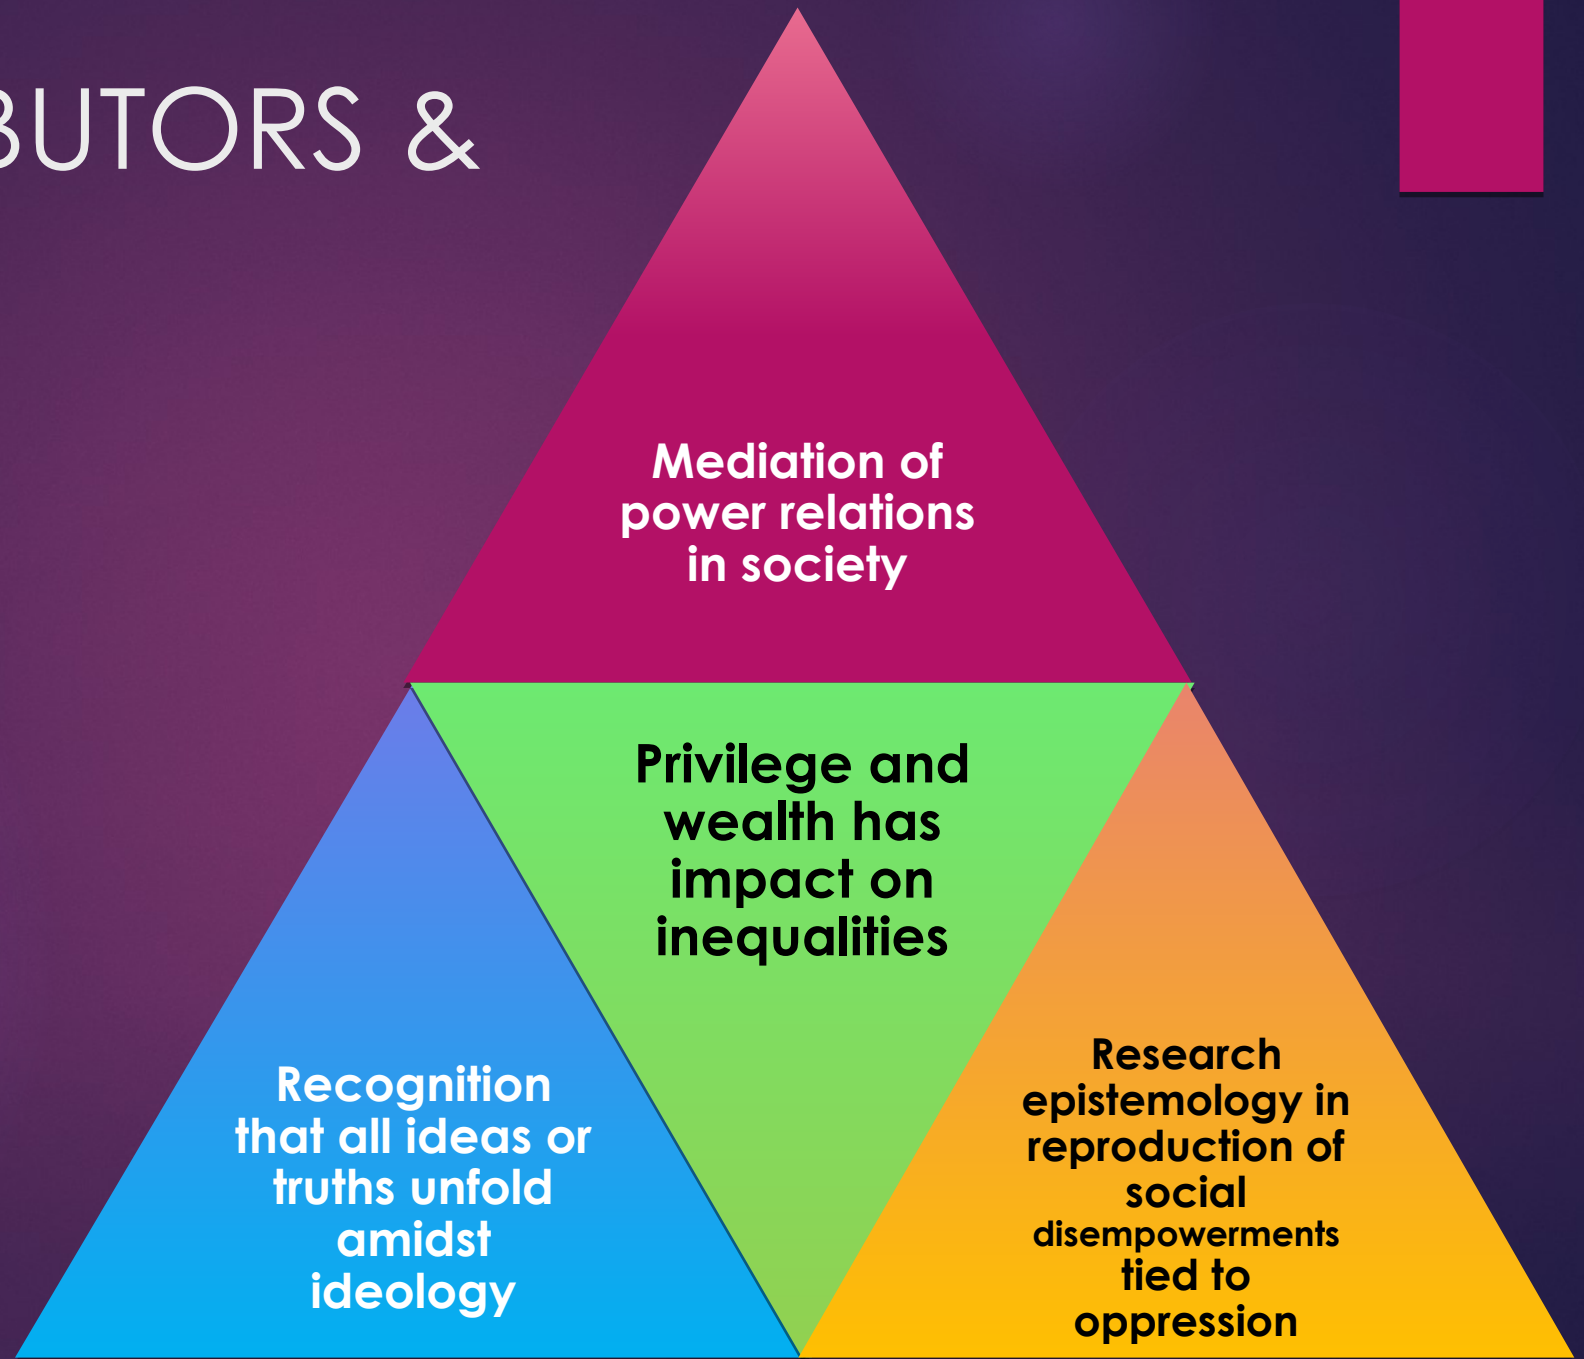 BUTORS &
Mediation of
power relations
in society
Privilege and
wealth has
impact on
inequalities
Recognition
that all ideas or
truths unfold
amidst
ideology
Research
epistemology in
reproduction of
social
disempowerments
tied to
oppression